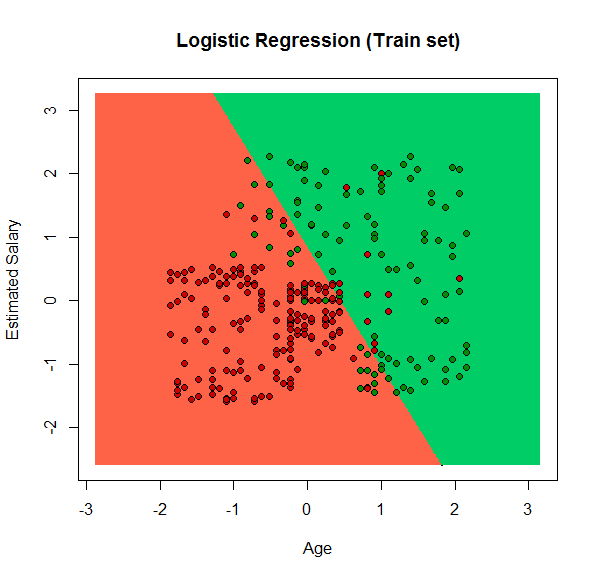 Logistic Regression (Train set)
Estimated Salary
3
2
1
0
-1
-2
-3 -2 -1 0 1 2 3
Age